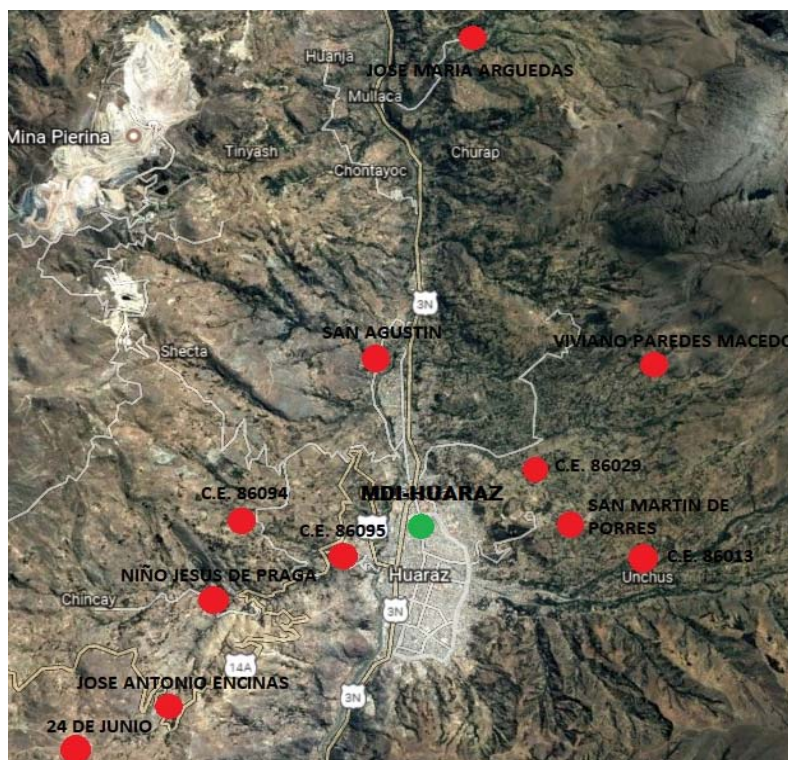 Huanja
JOSE MARIA ARGUEDAS
Mullaca
Mina Pierina
Tinyash
Churap
Chontayoc
3N
SAN AGUSTIN
VIVIANO PAREDES MACEDO
Shecta
C.E. 86029
C.E. 86094
MDI-HUARAZ
SAN MARTIN DE
PORRES
C.E. 86095
C.E. 86013
NIÑO JESUS DE PRAGA
Huaraz
Unchus
Chincay
3N
14A
JOSE ANTONIO ENCINAS
3N
24 DE JUNIO